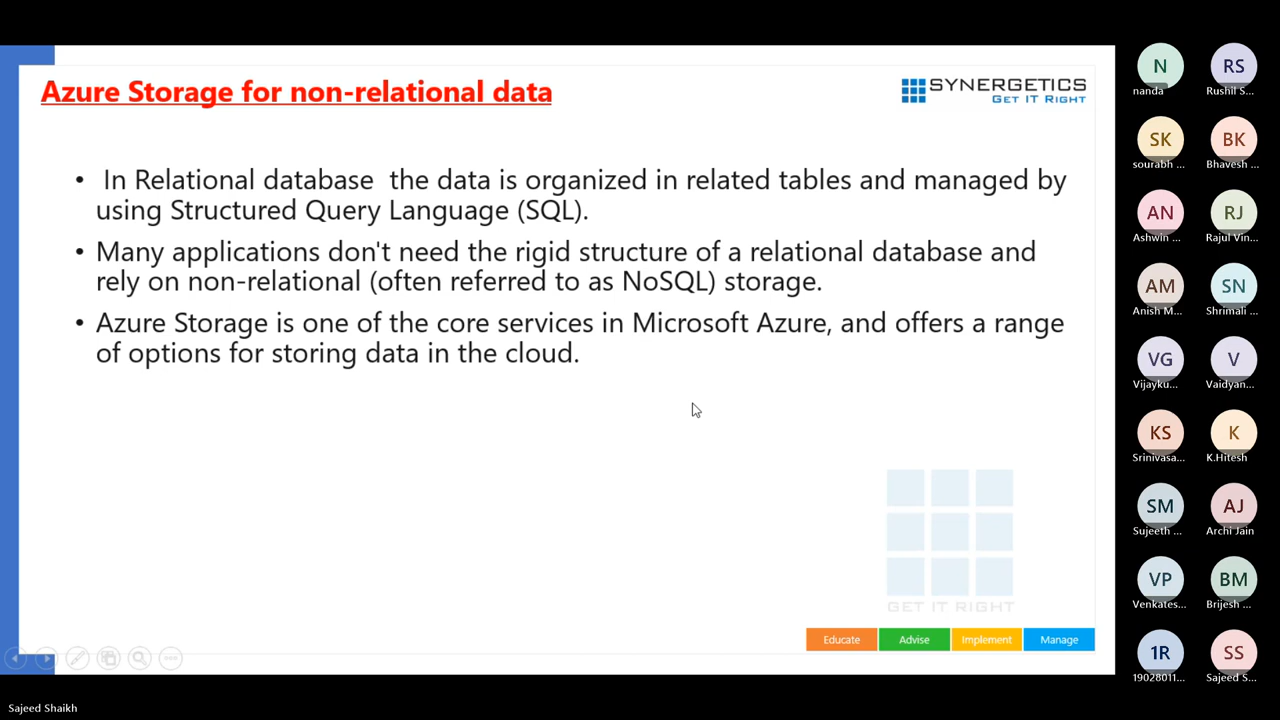 Azure Storage for non-relational data
SYNERGETICS
GET IT RIGHT
• In Relational database the data is organized in related tables and managed by
using Structured Query Language (SQL).
• Many applications don't need the rigid structure of a relational database and
rely on non-relational (often referred to as NoSQL) storage.
• Azure Storage is one of the core services in Microsoft Azure, and offers a range
of options for storing data in the cloud.
GET IT RIGHT
Educate
Advise
Implement
Manage
N
nanda
RS
Rushil S...
SK
sourabh ...
BK
Bhavesh ...
AN
Ashwin ...
RJ
Rajul Vin...
AM
Anish M...
SN
Shrimali ...
VG
Vijayku...
V
Vaidyan...
KS
Srinivasa...
K
K.Hitesh
SM
Sujeeth ...
AJ
Archi Jain
VP
Venkates...
BM
Brijesh ...
1R
19028011...
SS
Sajeed S...
Sajeed Shaikh